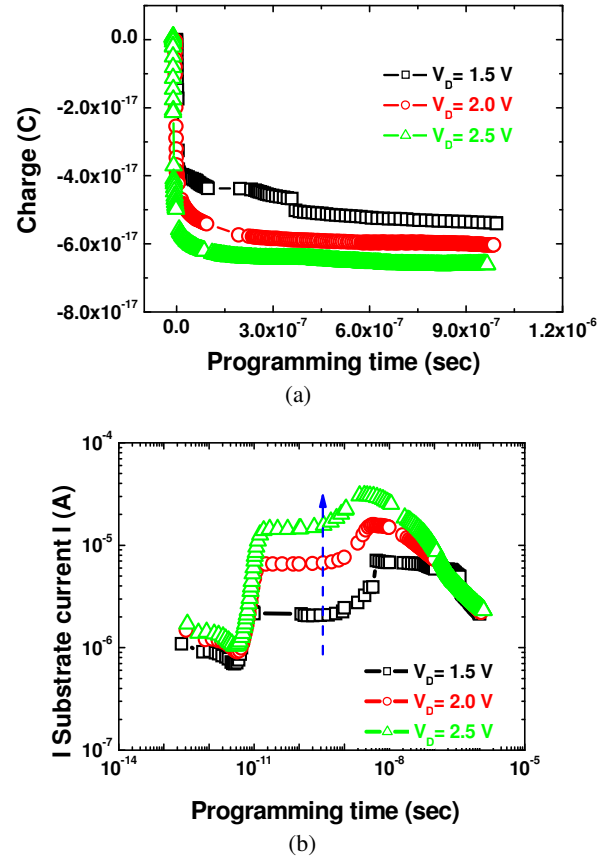 0.0
-2.0x10⁻¹⁷
-4.0x10⁻¹⁷
-6.0x10⁻¹⁷
-8.0x10⁻¹⁷
Charge (C)
V_D= 1.5 V
V_D= 2.0 V
V_D= 2.5 V
0.0 3.0x10⁻⁷ 6.0x10⁻⁷ 9.0x10⁻⁷ 1.2x10⁻⁶
Programming time (sec)
(a)
10⁻⁴
10⁻⁵
10⁻⁶
10⁻⁷
I Substrate current I (A)
V_D= 1.5 V
V_D= 2.0 V
V_D= 2.5 V
10⁻¹⁴ 10⁻¹¹ 10⁻⁸ 10⁻⁵
Programming time (sec)
(b)